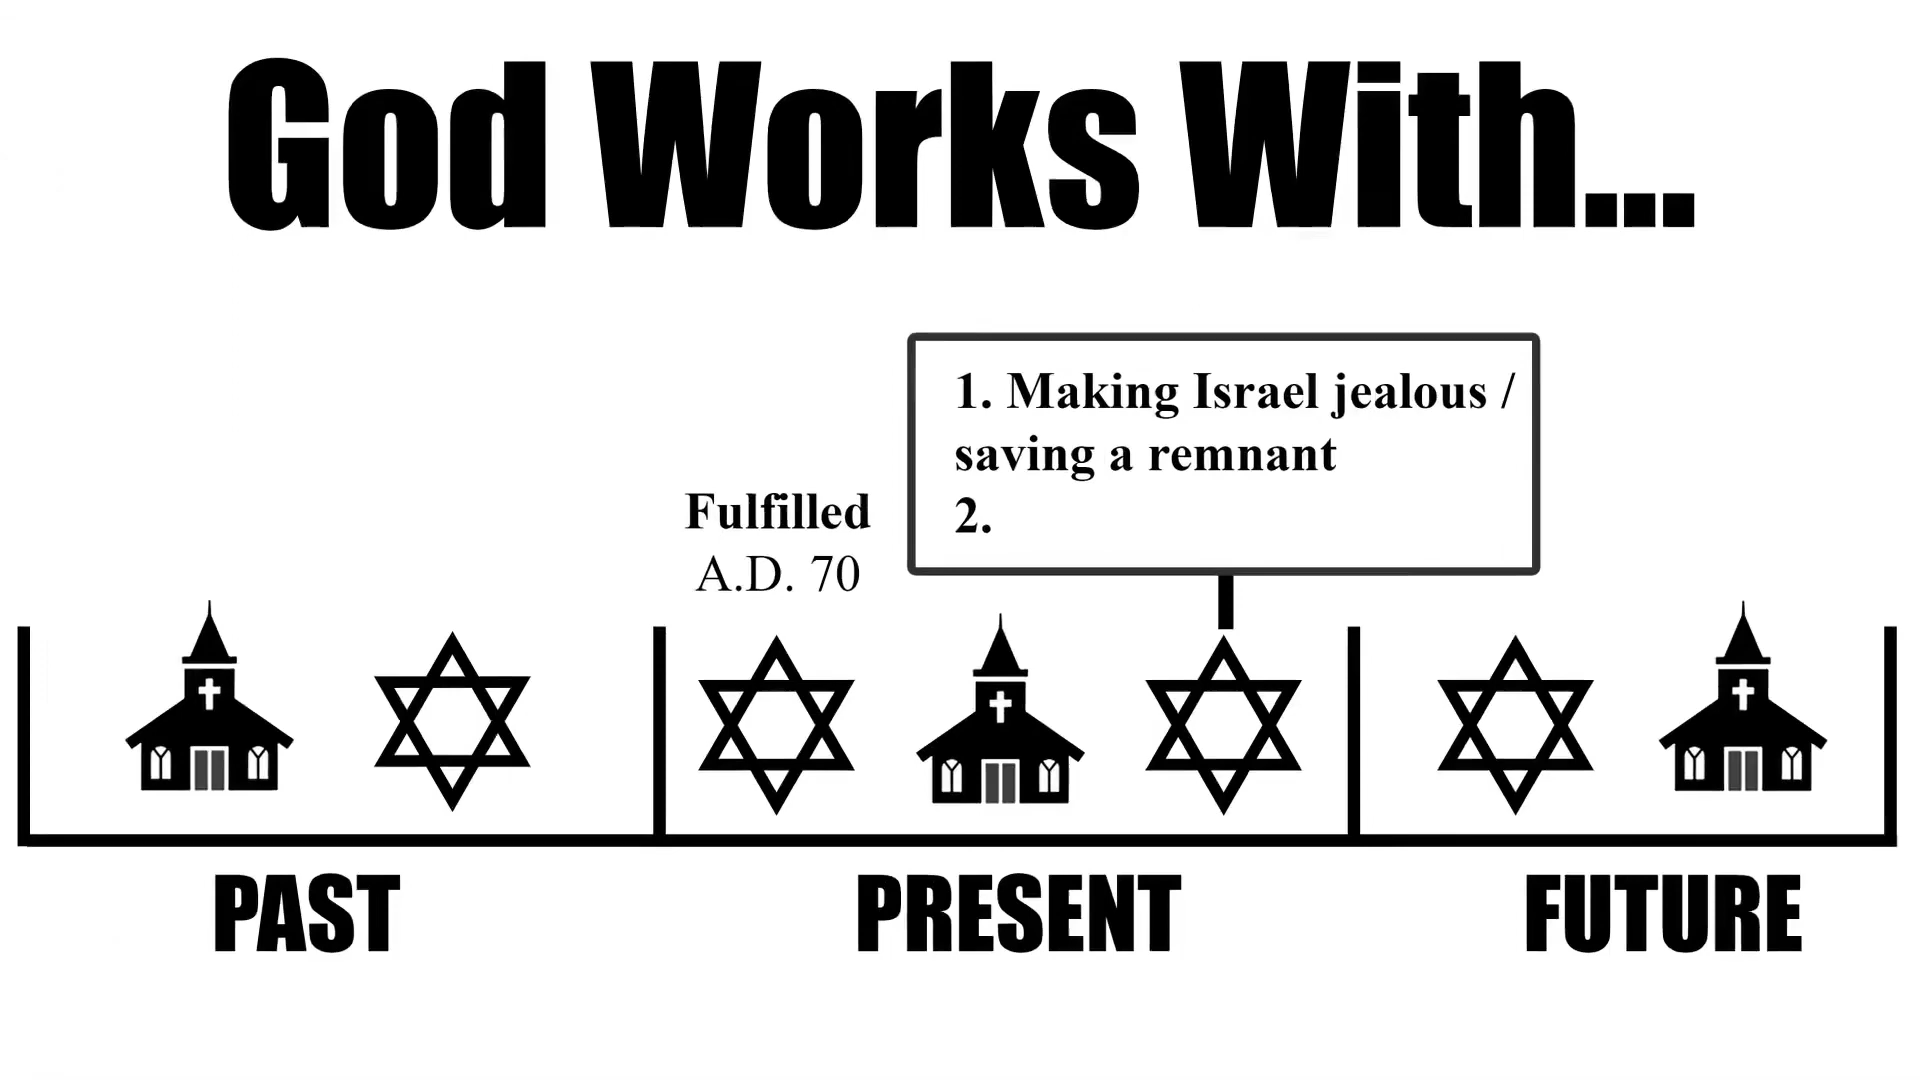 God Works With...
1. Making Israel jealous /
saving a remnant
2.
Fulfilled
A.D. 70
PAST
PRESENT
FUTURE